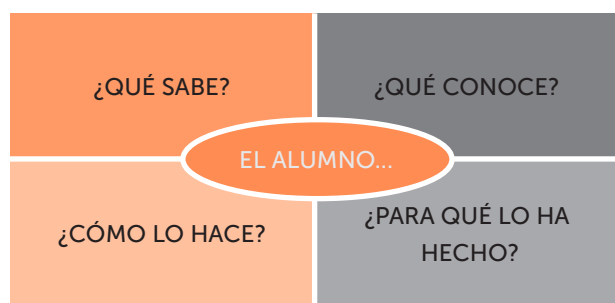 ¿QUÉ SABE?
¿QUÉ CONOCE?
EL ALUMNO...
¿CÓMO LO HACE?
¿PARA QUÉ LO HA
HECHO?